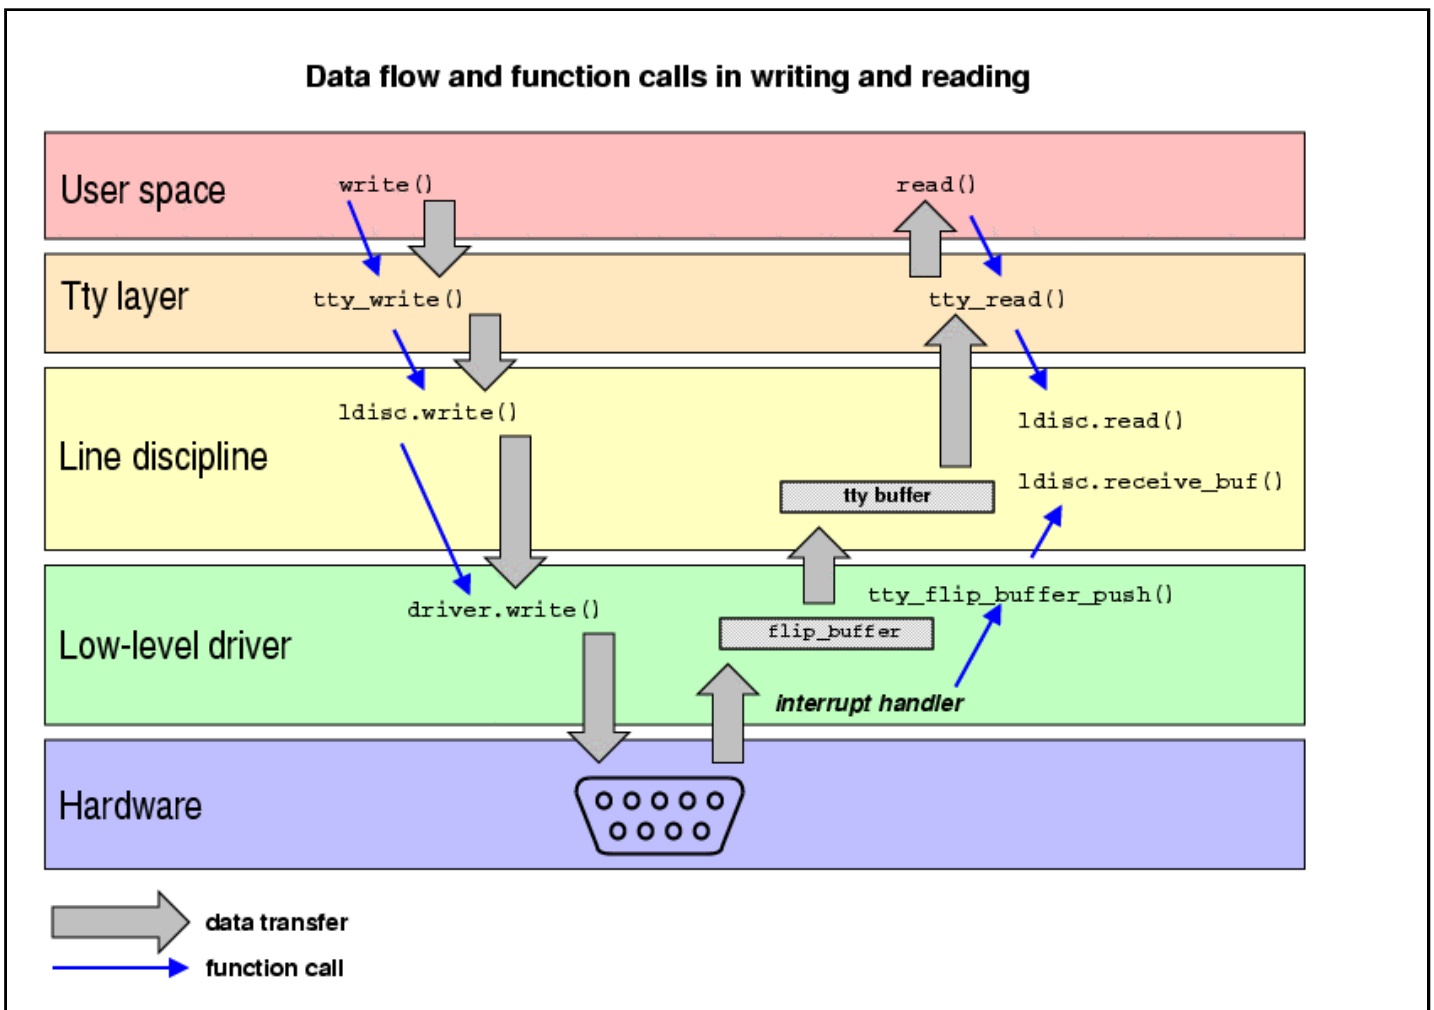 Data flow and function calls in writing and reading
User space
write()
read()
Tty layer
tty_write()
tty_read()
Line discipline
ldisc.write()
ldisc.read()
ldisc.receive_buf()
tty buffer
Low-level driver
driver.write()
tty_flip_buffer_push()
flip_buffer
interrupt handler
Hardware
data transfer
function call